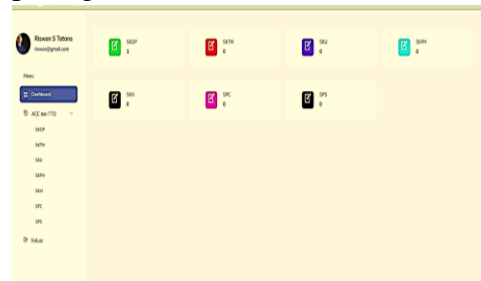 Riswan S Totona
riswan@gmail.com
Menu
Dashboard
ACC dan TTD
SKDP
SKTM
SKU
SKPH
SKH
SPC
SPS
Keluar
SKDP
1
SKTM
0
SKU
0
SKPH
0
SKH
0
SPC
0
SPS
0